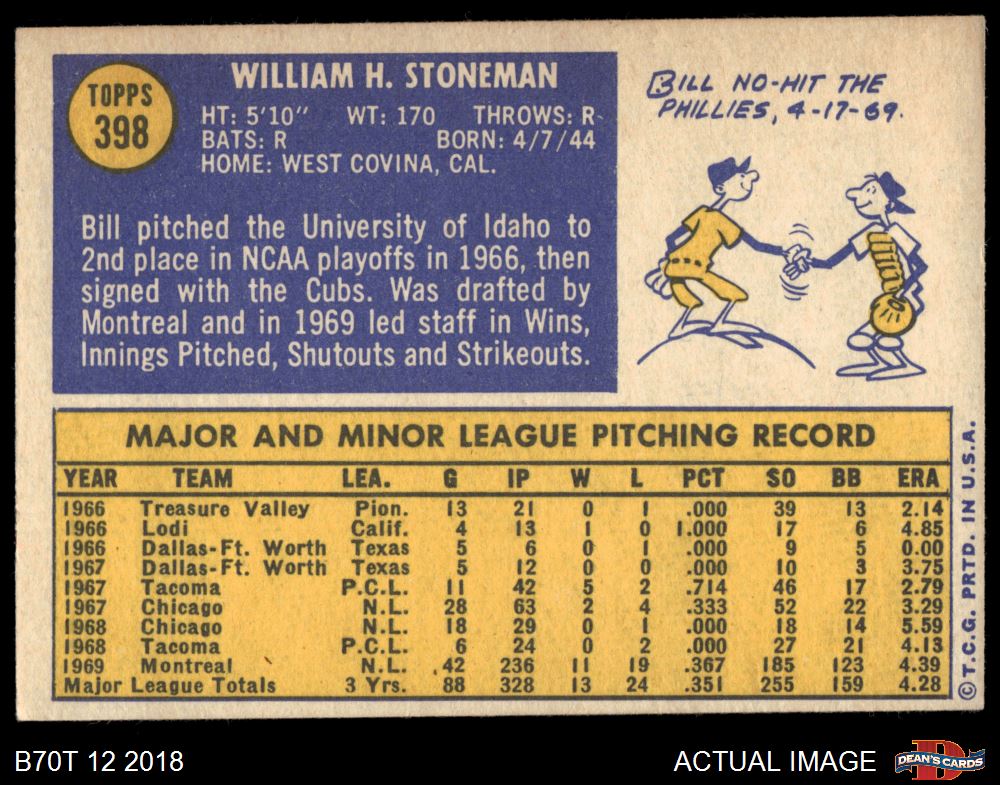 TOPPS
398
WILLIAM H. STONEMAN
HT: 5'10" WT: 170 THROWS: R
BATS: R BORN: 4/7/44
HOME: WEST COVINA, CAL.
Bill pitched the University of Idaho to
2nd place in NCAA playoffs in 1966, then
signed with the Cubs. Was drafted by
Montreal and in 1969 led staff in Wins,
Innings Pitched, Shutouts and Strikeouts.
BILL NO-HIT THE
PHILLIES, 4-17-69.
MAJOR AND MINOR LEAGUE PITCHING RECORD
YEAR TEAM LEA. G IP W L PCT SO BB ERA
1966 Treasure Valley Pion. 13 21 0 1 .000 39 13 2.14
1966 Lodi Calif. 4 13 1 0 1.000 17 6 4.85
1966 Dallas-Ft. Worth Texas 5 6 0 1 .000 9 5 0.00
1967 Dallas-Ft. Worth Texas 5 12 0 0 .000 10 3 3.75
1967 Tacoma P.C.L. 11 42 5 2 .714 46 17 2.79
1967 Chicago N.L. 28 63 2 4 .333 52 22 3.29
1968 Chicago N.L. 18 29 0 1 .000 18 14 5.59
1968 Tacoma P.C.L. 6 24 0 2 .000 27 21 4.13
1969 Montreal N.L. 42 236 11 19 .367 185 123 4.39
Major League Totals 3 Yrs. 88 328 13 24 .351 255 159 4.28
© T.C.G. PRTD. IN U.S.A.
B70T 12 2018
ACTUAL IMAGE
D
DEAN'S CARDS